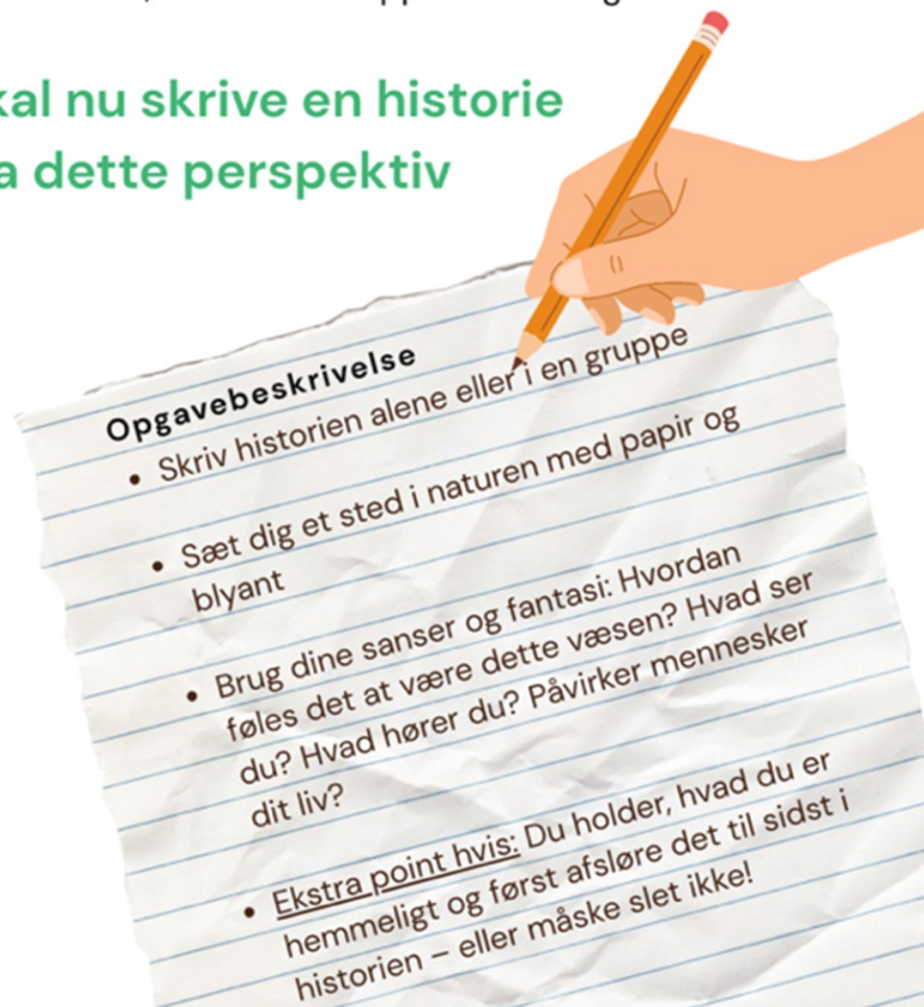 kal nu skrive en historie
a dette perspektiv
Opgavebeskrivelse
• Skriv historien alene eller i en gruppe
• Sæt dig et sted i naturen med papir og
blyant
• Brug dine sanser og fantasi: Hvordan
føles det at være dette væsen? Hvad ser
du? Hvad hører du? Påvirker mennesker
dit liv?
• Ekstra point hvis: Du holder, hvad du er
hemmeligt og først afsløre det til sidst i
historien – eller måske slet ikke!